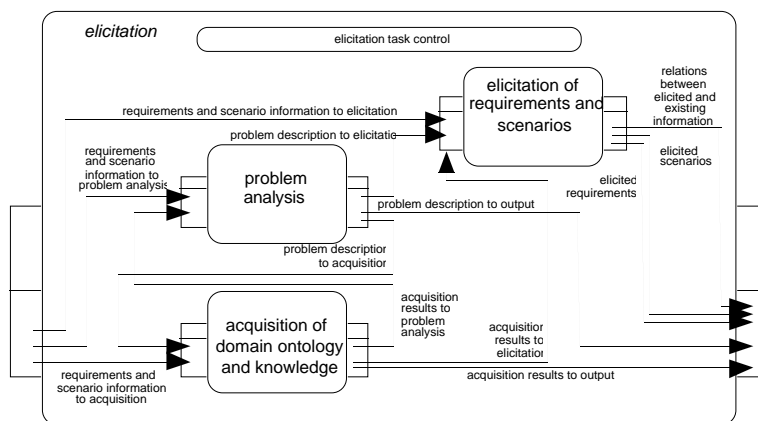 elicitation
elicitation task control
elicitation of
requirements and
scenarios
relations
between
elicited and
existing
information
requirements and scenario information to elicitation
problem description to elicitatio
elicited
scenarios
elicited
requirements
requirements
and scenario
information to
problem analysis
problem
analysis
problem description to output
problem description
to acquisition
acquisition of
domain ontology
and knowledge
acquisition
results to
problem
analysis
acquisition
results to
elicitation
acquisition results to output
requirements and
scenario information
to acquisition